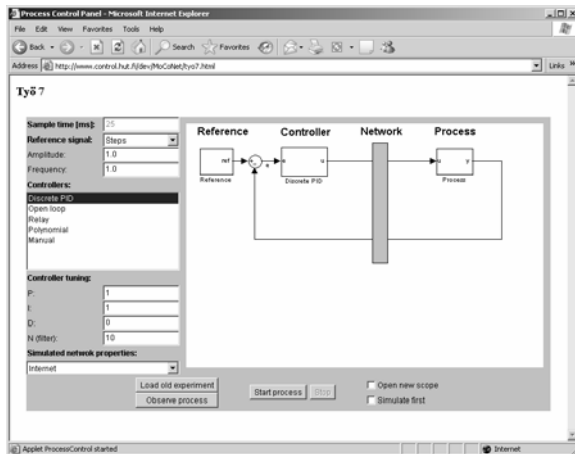 Process Control Panel - Microsoft Internet Explorer
File Edit View Favorites Tools Help
Back Search Favorites
Address http://www.control.hut.fi/dev/MoCoNet/tyo7.html Links
Työ 7
Sample time [ms]: 25
Reference signal: Steps
Amplitude: 1.0
Frequency: 1.0
Controllers:
Discrete PID
Open loop
Relay
Polynomial
Manual
Controller tuning:
P: 1
I: 1
D: 0
N (filter): 10
Simulated netwok properties:
Internet
Reference Controller Network Process
ref e e u u y
Reference Discrete PID Process
Load old experiment
Observe process
Start process Stop
Open new scope
Simulate first
Applet ProcessControl started Internet